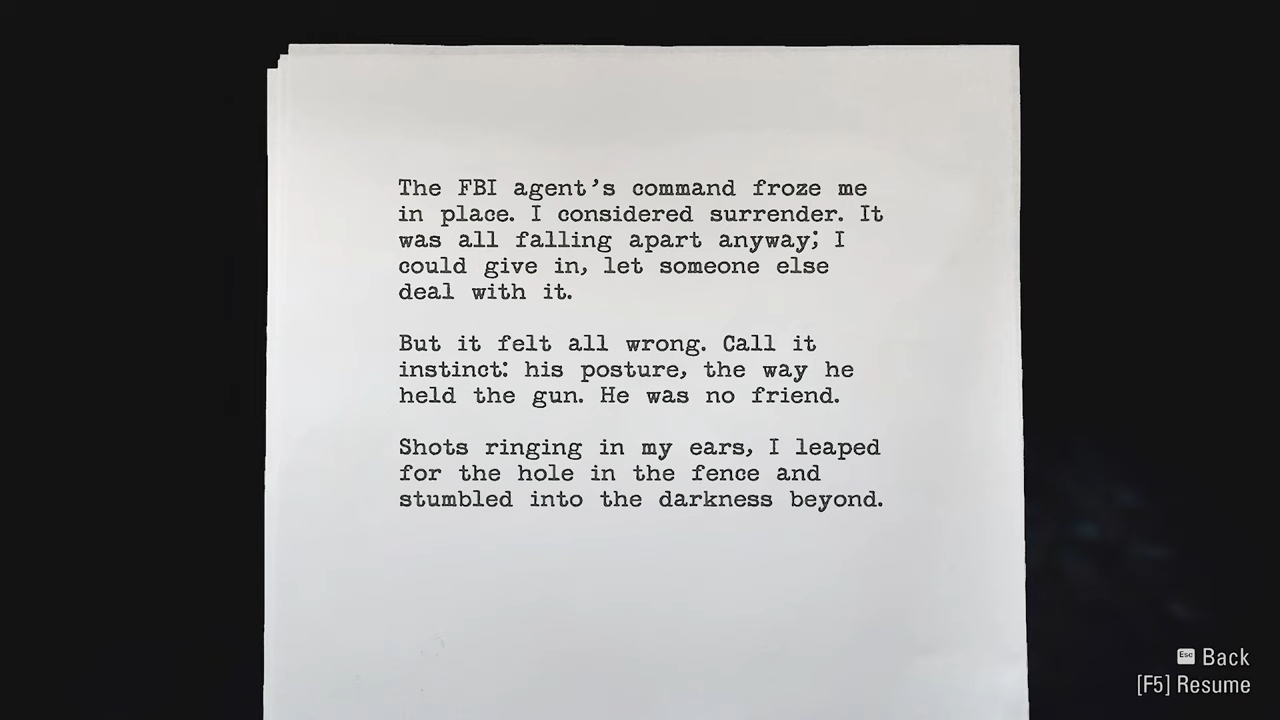 The FBI agent’s command froze me
in place. I considered surrender. It
was all falling apart anyway; I
could give in, let someone else
deal with it.
But it felt all wrong. Call it
instinct: his posture, the way he
held the gun. He was no friend.
Shots ringing in my ears, I leaped
for the hole in the fence and
stumbled into the darkness beyond.
Esc Back
[F5] Resume